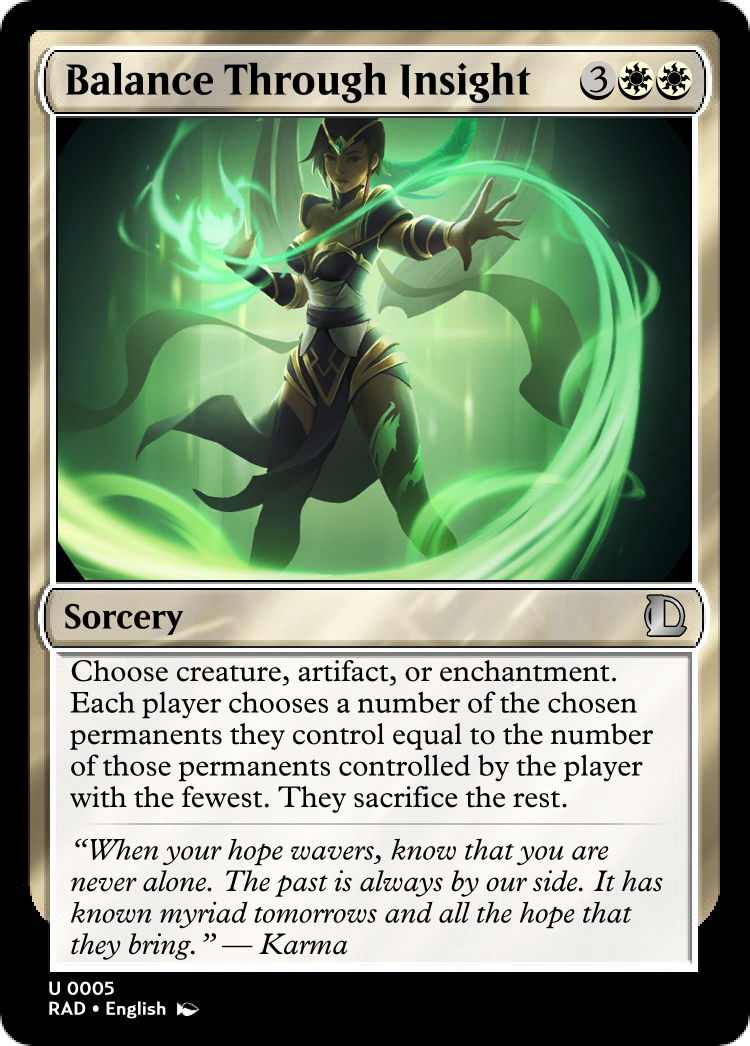 Balance Through Insight 3
Sorcery
Choose creature, artifact, or enchantment.
Each player chooses a number of the chosen
permanents they control equal to the number
of those permanents controlled by the player
with the fewest. They sacrifice the rest.
“When your hope wavers, know that you are
never alone. The past is always by our side. It has
known myriad tomorrows and all the hope that
they bring.” — Karma
U 0005
RAD • English